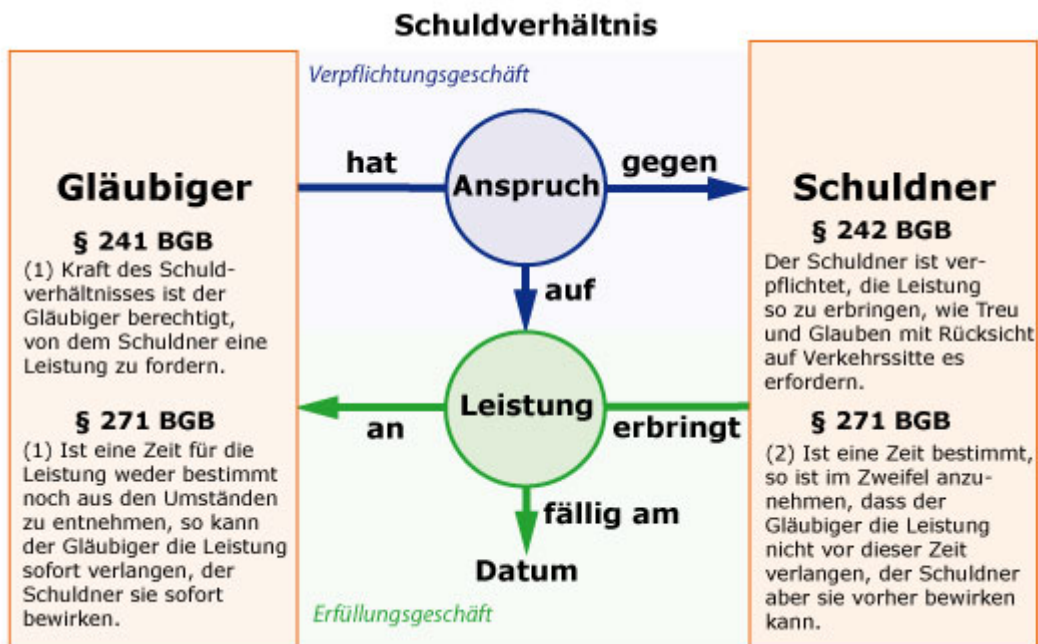 Schuldverhältnis
Verpflichtungsgeschäft
hat
Anspruch
gegen
auf
Gläubiger
§ 241 BGB
(1) Kraft des Schuld-
verhältnisses ist der
Gläubiger berechtigt,
von dem Schuldner eine
Leistung zu fordern.
§ 271 BGB
(1) Ist eine Zeit für die
Leistung weder bestimmt
noch aus den Umständen
zu entnehmen, so kann
der Gläubiger die Leistung
sofort verlangen, der
Schuldner sie sofort
bewirken.
Schuldner
§ 242 BGB
Der Schuldner ist ver-
pflichtet, die Leistung
so zu erbringen, wie Treu
und Glauben mit Rücksicht
auf Verkehrssitte es
erfordern.
§ 271 BGB
(2) Ist eine Zeit bestimmt,
so ist im Zweifel anzu-
nehmen, dass der
Gläubiger die Leistung
nicht vor dieser Zeit
verlangen, der Schuldner
aber sie vorher bewirken
kann.
Leistung
an
erbringt
fällig am
Datum
Erfüllungsgeschäft